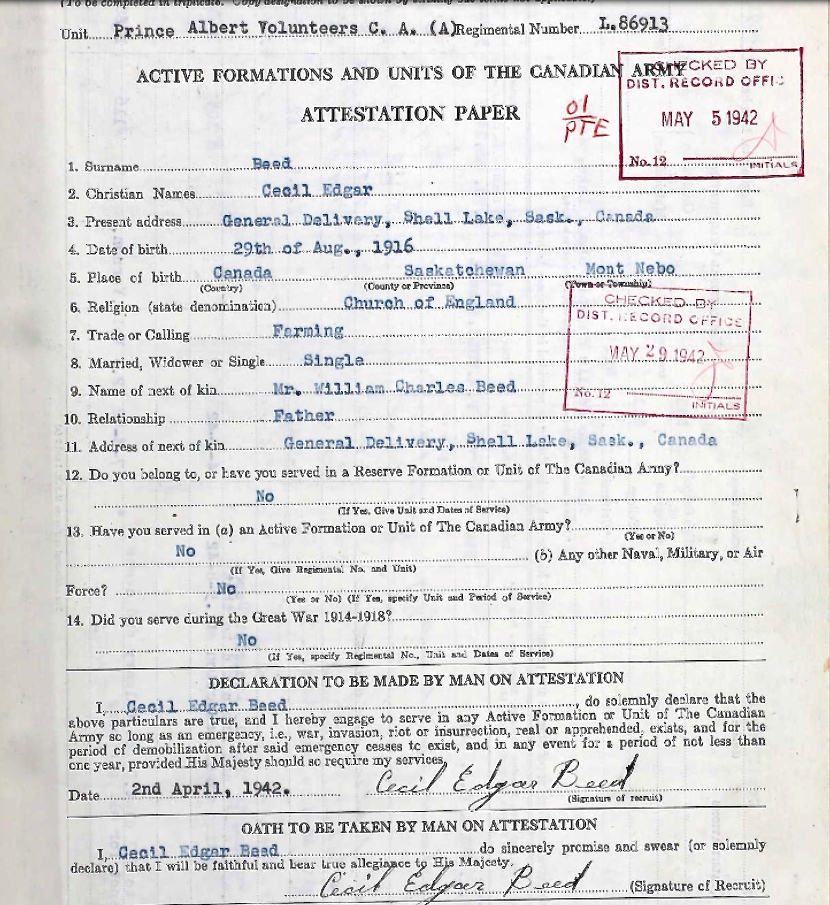 (To be completed in triplicate.
Unit Prince Albert Volunteers C. A. (A) Regimental Number L.86913
ACTIVE FORMATIONS AND UNITS OF THE CANADIAN ARMY
ATTESTATION PAPER
01
PTE
CHECKED BY
DIST. RECORD OFFIC
MAY 5 1942
No. 12
INITIALS
1. Surname Beed
2. Christian Names Cecil Edgar
3. Present address General Delivery, Shell Lake, Sask., Canada
4. Date of birth 29th of Aug., 1916
5. Place of birth Canada Saskatchewan Mont Nebo
(Country) (County or Province) (Town or Township)
6. Religion (state denomination) Church of England
CHECKED BY
DIST. RECORD OFFICE
MAY 29 1942
No. 12
INITIALS
7. Trade or Calling Farming
8. Married, Widower or Single Single
9. Name of next of kin Mr. William Charles Beed
10. Relationship Father
11. Address of next of kin General Delivery, Shell Lake, Sask., Canada
12. Do you belong to, or have you served in a Reserve Formation or Unit of The Canadian Army?
No
(If Yes, Give Unit and Dates of Service)
13. Have you served in (a) an Active Formation or Unit of The Canadian Army?
(Yes or No)
No (b) Any other Naval, Military, or Air
(If Yes, Give Regimental No. and Unit)
Force? No
(Yes or No) (If Yes, specify Unit and Period of Service)
14. Did you serve during the Great War 1914-1918?
No
(If Yes, specify Regimental No., Unit and Dates of Service)
DECLARATION TO BE MADE BY MAN ON ATTESTATION
I, Cecil Edgar Beed, do solemnly declare that the
above particulars are true, and I hereby engage to serve in any Active Formation or Unit of The Canadian
Army so long as an emergency, i.e., war, invasion, riot or insurrection, real or apprehended, exists, and for the
period of demobilization after said emergency ceases to exist, and in any event for a period of not less than
one year, provided His Majesty should so require my services.
Date 2nd April, 1942. Cecil Edgar Beed
(Signature of recruit)
OATH TO BE TAKEN BY MAN ON ATTESTATION
I, Cecil Edgar Beed do sincerely promise and swear (or solemnly
declare) that I will be faithful and bear true allegiance to His Majesty.
Cecil Edgar Beed (Signature of Recruit)